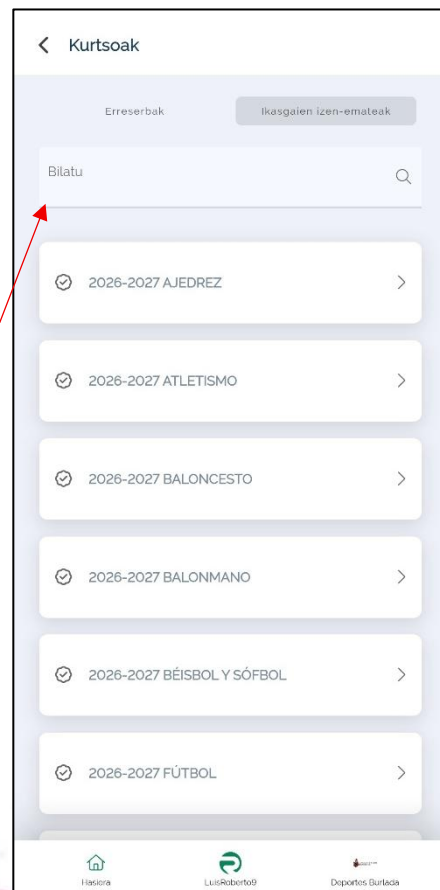 Kurtsoak
Erreserbak
Ikasgaien izen-emateak
Bilatu
2026-2027 AJEDREZ
2026-2027 ATLETISMO
2026-2027 BALONCESTO
2026-2027 BALONMANO
2026-2027 BÉISBOL Y SÓFBOL
2026-2027 FÚTBOL
Hasiera
LuisRoberto9
Deportes Burlada